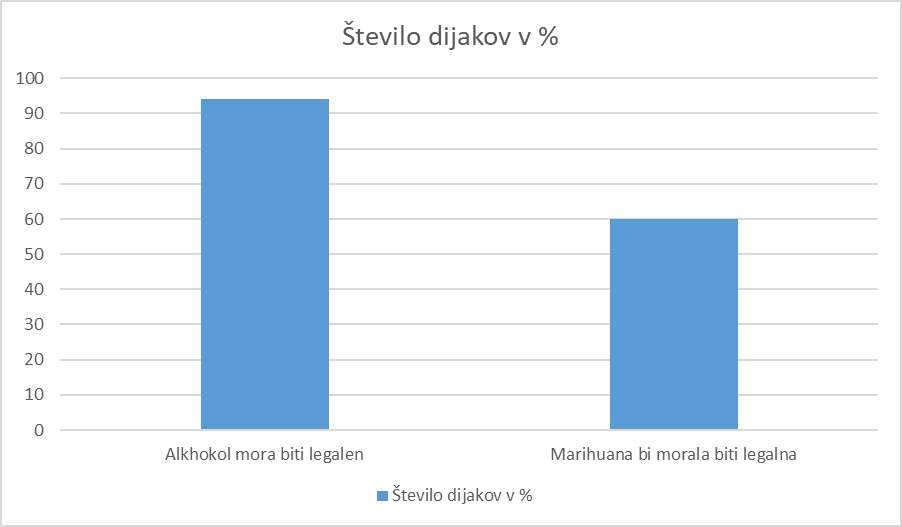 Število dijakov v %
100
90
80
70
60
50
40
30
20
10
0
Alkhokol mora biti legalen
Marihuana bi morala biti legalna
Število dijakov v %